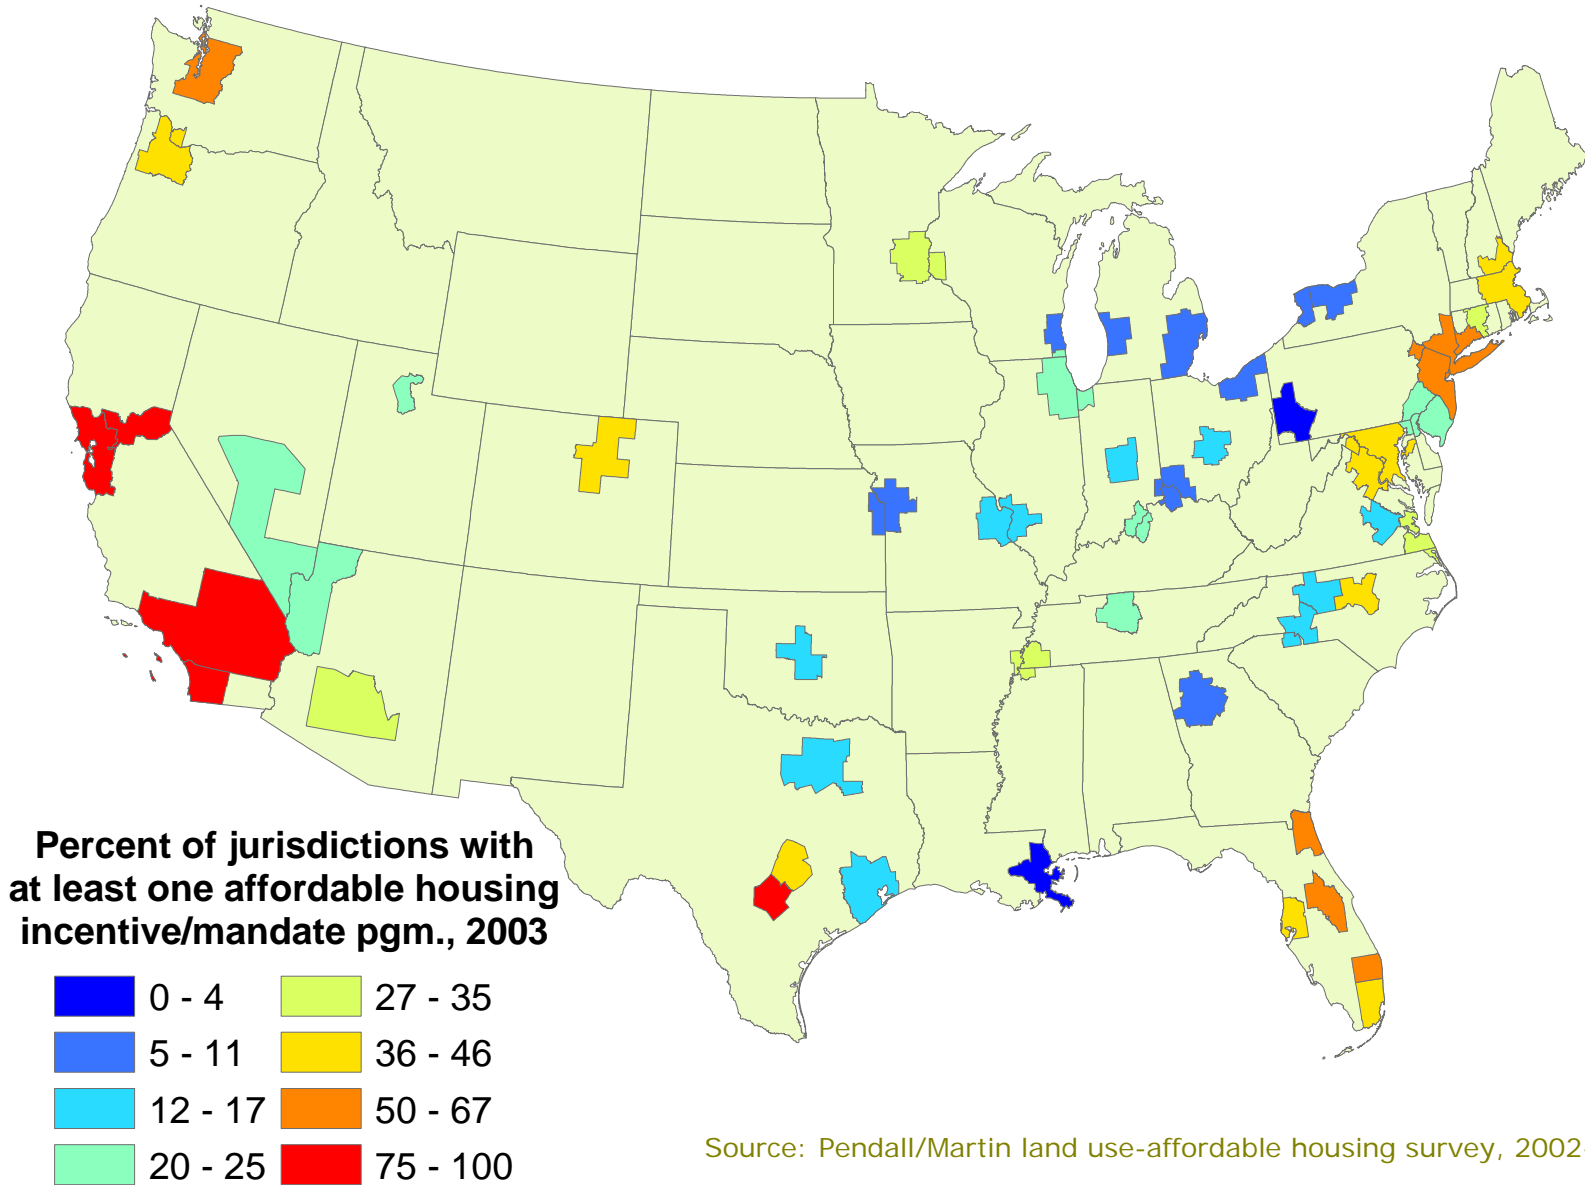 Percent of jurisdictions with
at least one affordable housing
incentive/mandate pgm., 2003
0 - 4
27 - 35
5 - 11
36 - 46
12 - 17
50 - 67
20 - 25
75 - 100
Source: Pendall/Martin land use-affordable housing survey, 2002